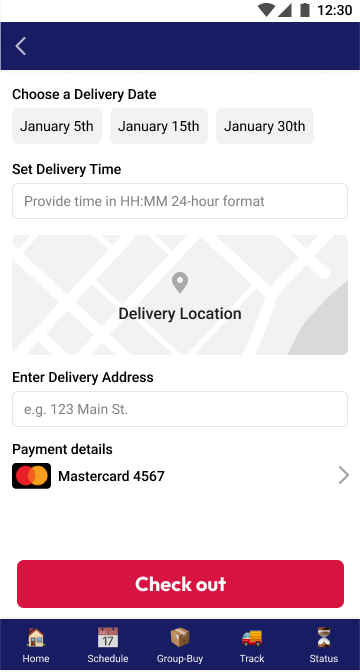 12:30
Choose a Delivery Date
January 5th January 15th January 30th
Set Delivery Time
Provide time in HH:MM 24-hour format
Delivery Location
Enter Delivery Address
e.g. 123 Main St.
Payment details
Mastercard 4567
Check out
17
Home Schedule Group-Buy Track Status